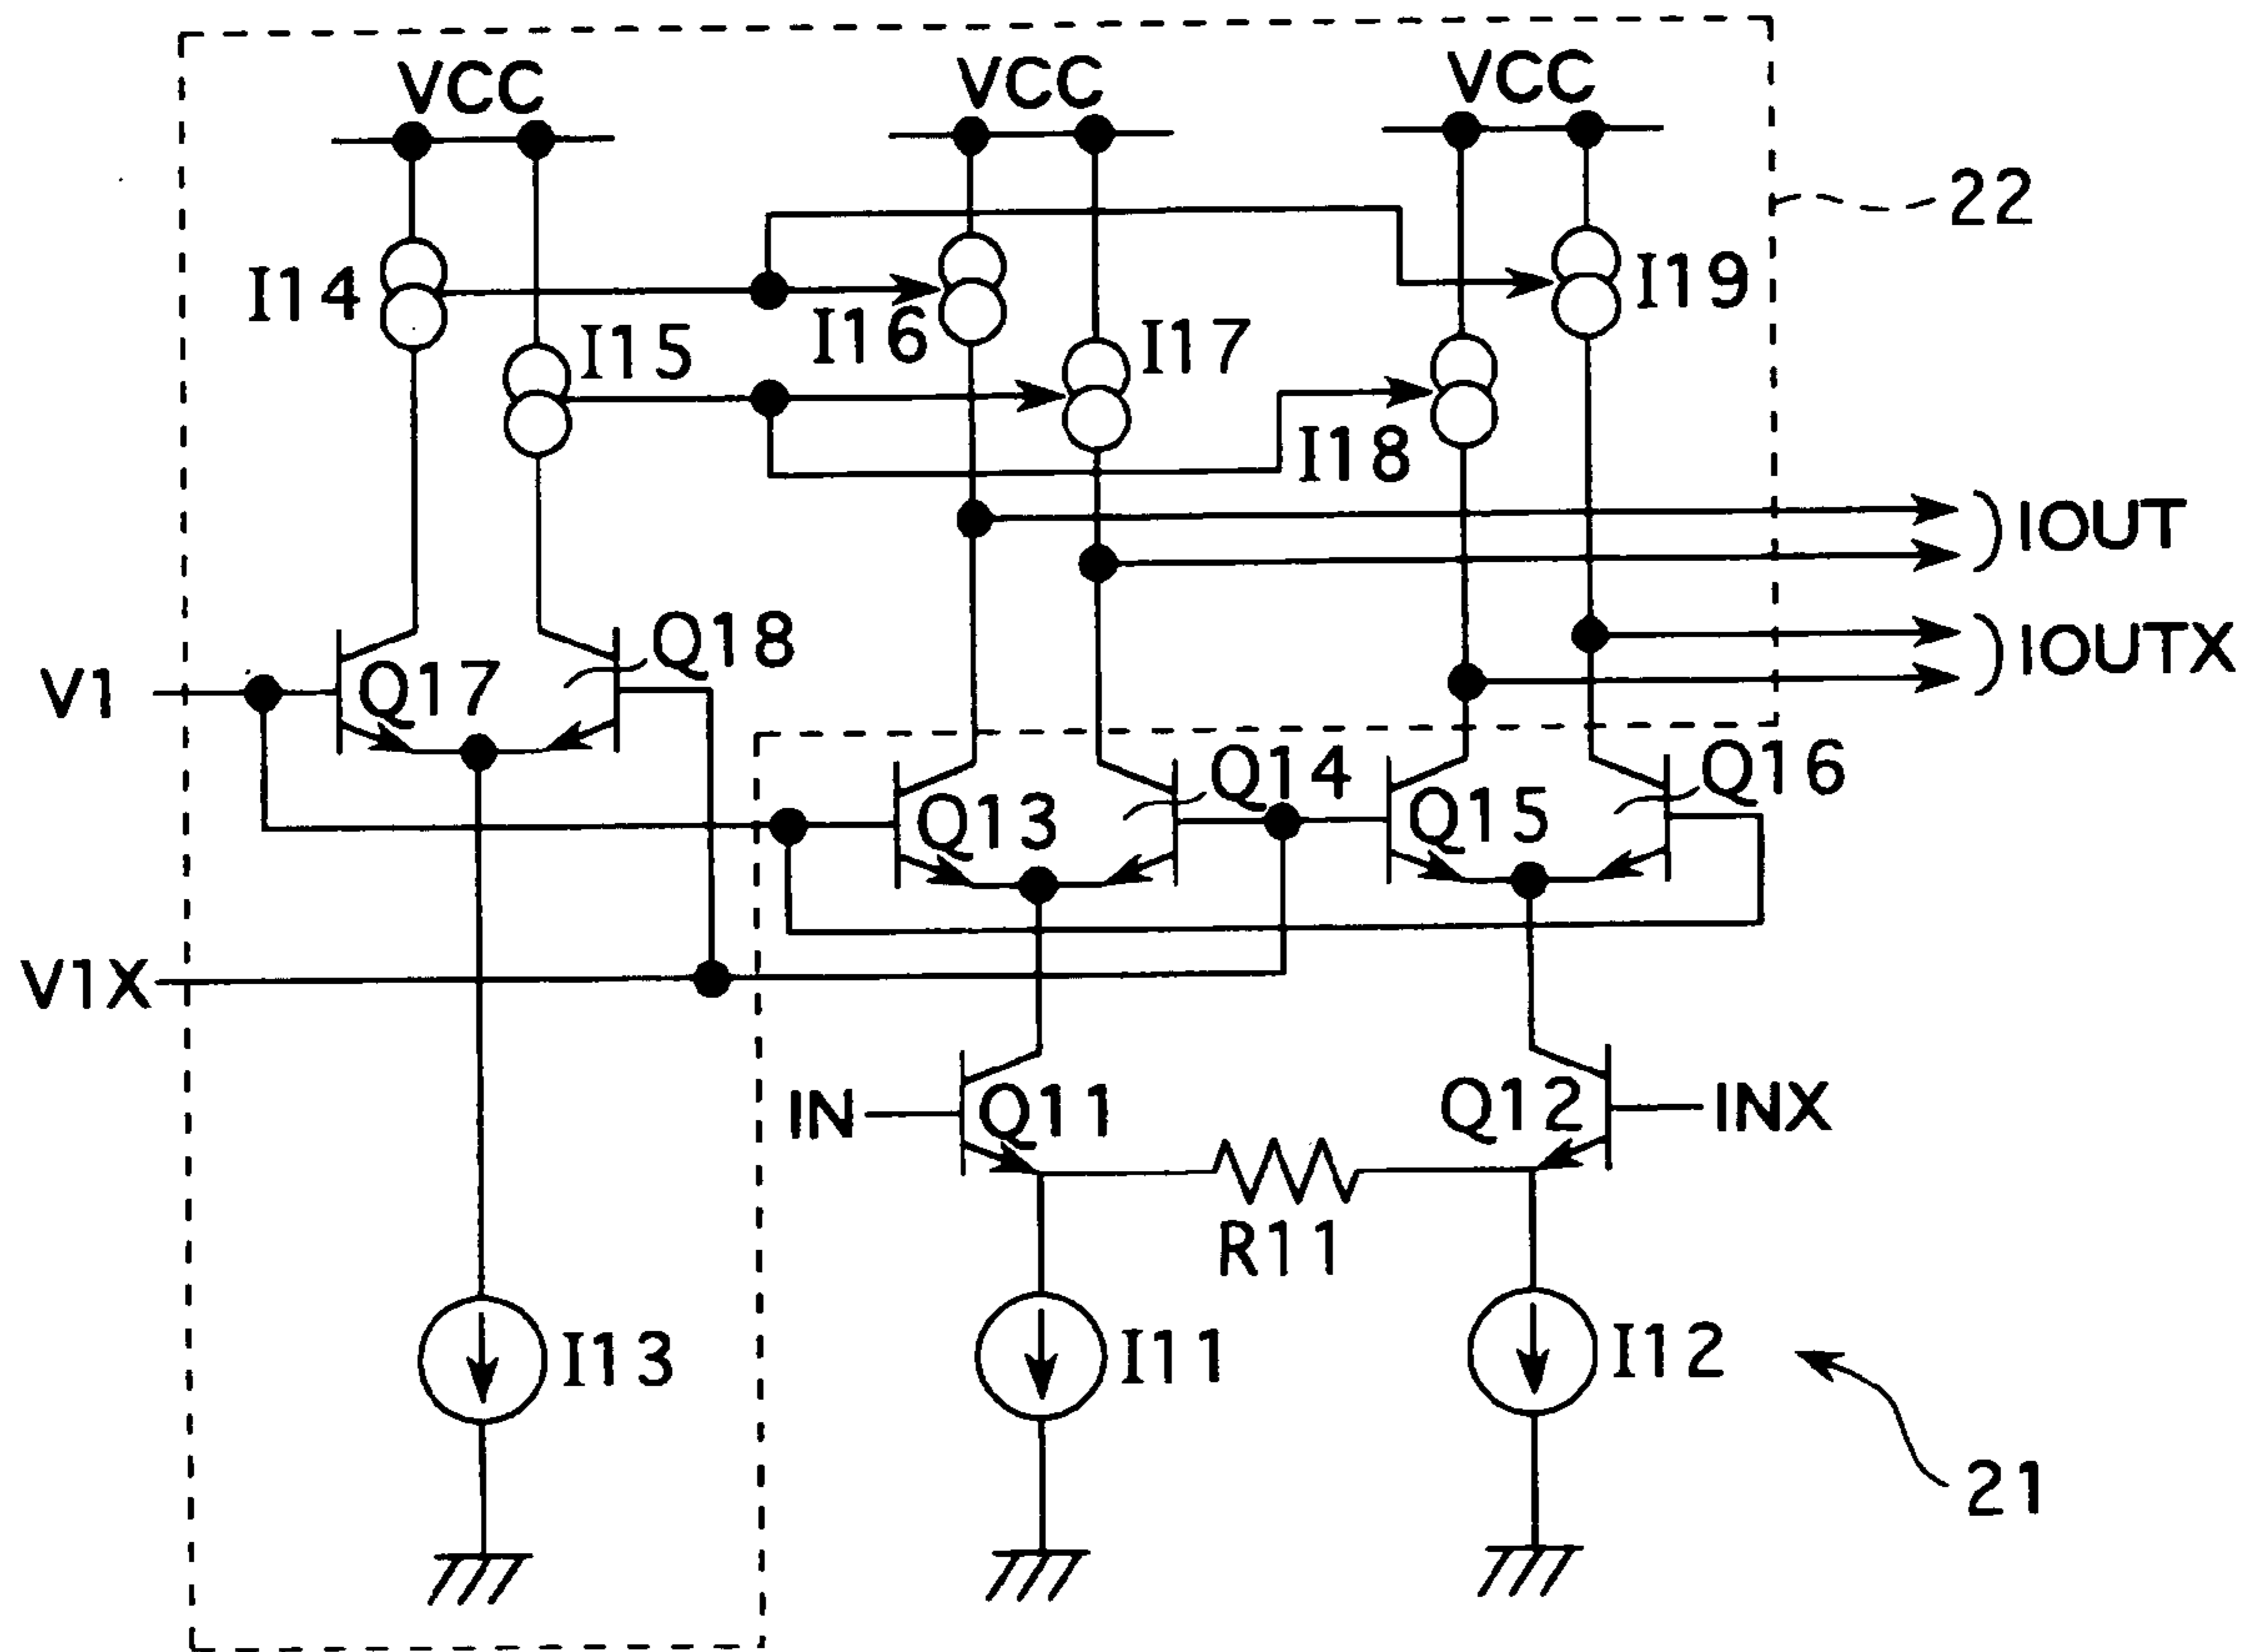 VCC
VCC
VCC
22
I14
I16
I19
I15
I17
I18
IOUT
IOUTX
V1
Q17
Q18
Q13
Q14
Q15
Q16
V1X
IN
Q11
Q12
INX
R11
I13
I11
I12
21